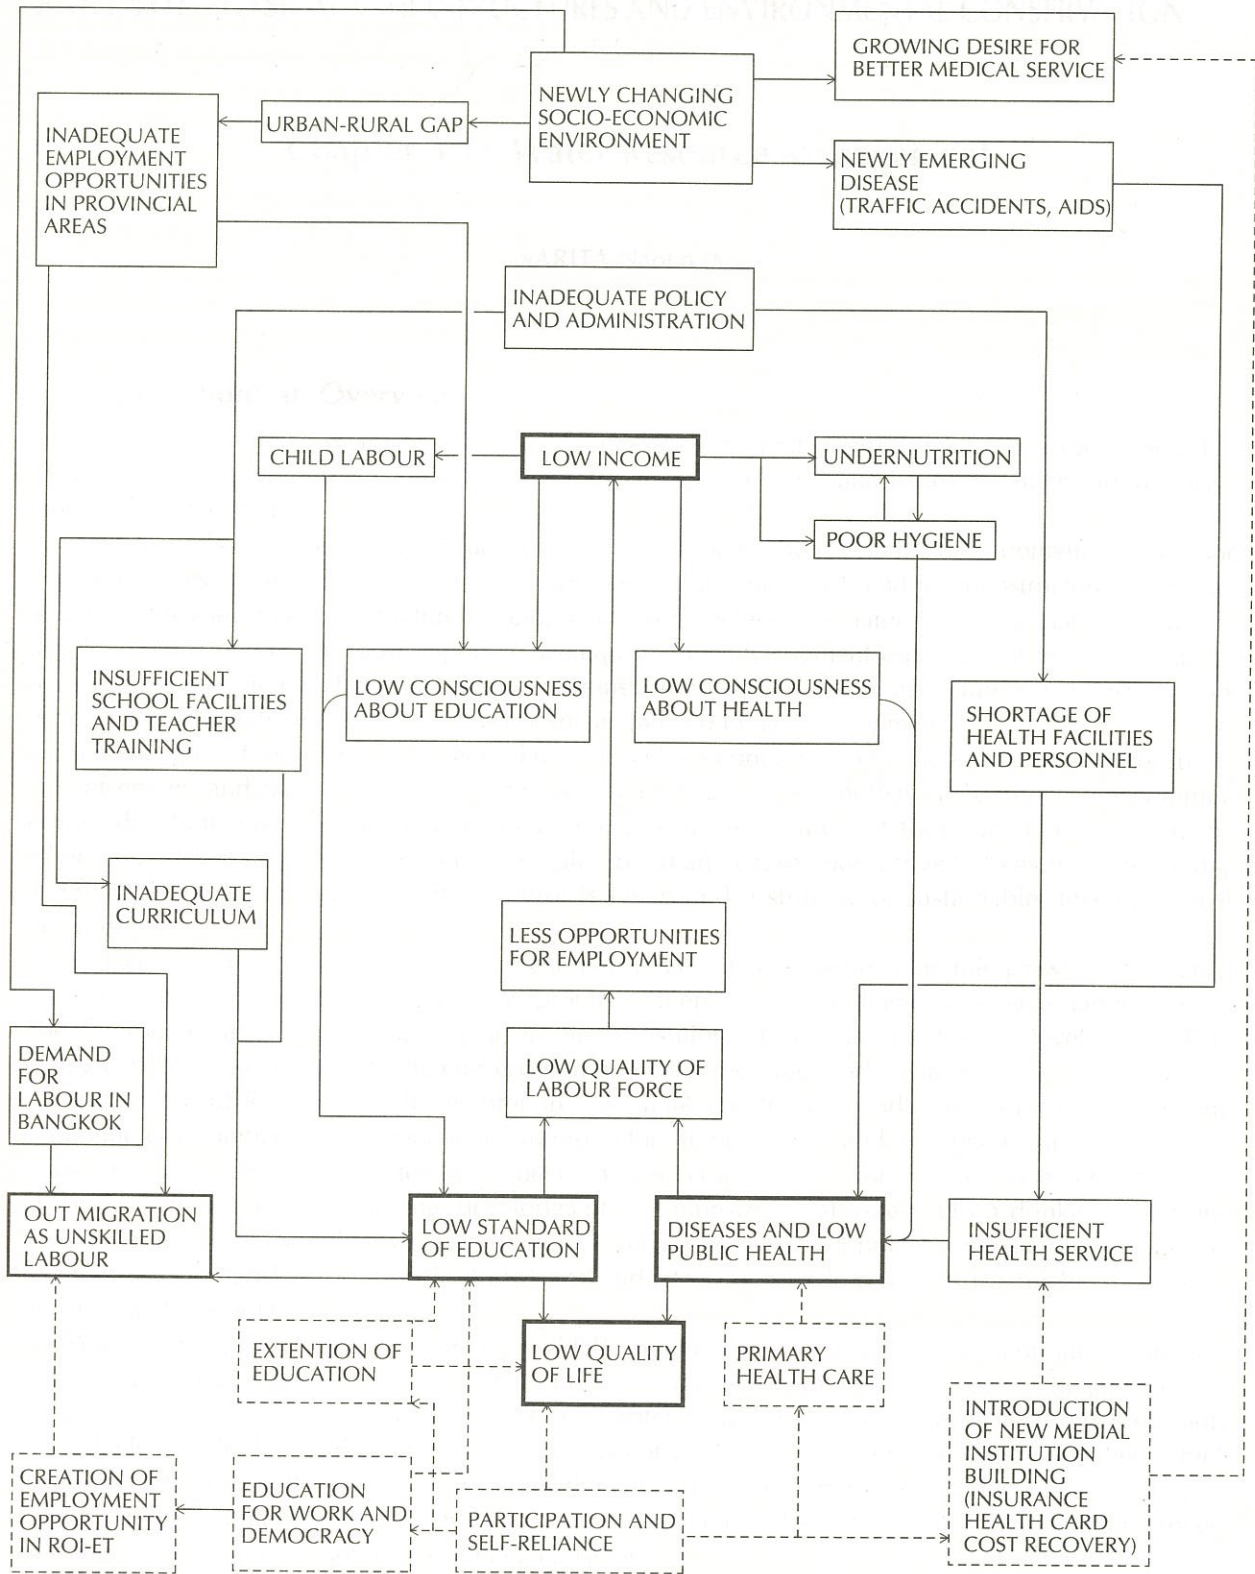 GROWING DESIRE FOR
BETTER MEDICAL SERVICE
NEWLY CHANGING
SOCIO-ECONOMIC
ENVIRONMENT
URBAN-RURAL GAP
INADEQUATE
EMPLOYMENT
OPPORTUNITIES
IN PROVINCIAL
AREAS
NEWLY EMERGING
DISEASE
(TRAFFIC ACCIDENTS, AIDS)
INADEQUATE POLICY
AND ADMINISTRATION
CHILD LABOUR
LOW INCOME
UNDERNUTRITION
POOR HYGIENE
INSUFFICIENT
SCHOOL FACILITIES
AND TEACHER
TRAINING
LOW CONSCIOUSNESS
ABOUT EDUCATION
LOW CONSCIOUSNESS
ABOUT HEALTH
SHORTAGE OF
HEALTH FACILITIES
AND PERSONNEL
INADEQUATE
CURRICULUM
LESS OPPORTUNITIES
FOR EMPLOYMENT
DEMAND
FOR
LABOUR IN
BANGKOK
LOW QUALITY OF
LABOUR FORCE
OUT MIGRATION
AS UNSKILLED
LABOUR
LOW STANDARD
OF EDUCATION
DISEASES AND LOW
PUBLIC HEALTH
INSUFFICIENT
HEALTH SERVICE
EXTENTION OF
EDUCATION
LOW QUALITY
OF LIFE
PRIMARY
HEALTH CARE
INTRODUCTION
OF NEW MEDIAL
INSTITUTION
BUILDING
(INSURANCE
HEALTH CARD
COST RECOVERY)
CREATION OF
EMPLOYMENT
OPPORTUNITY
IN ROI-ET
EDUCATION
FOR WORK AND
DEMOCRACY
PARTICIPATION AND
SELF-RELIANCE